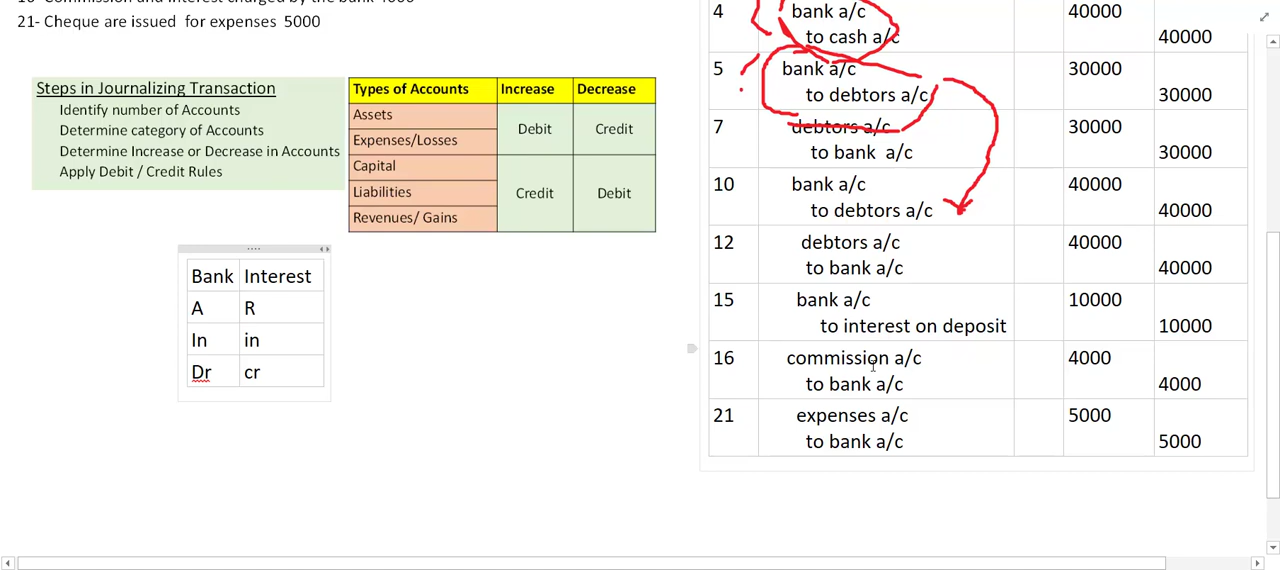 21- Cheque are issued for expenses 5000
Steps in Journalizing Transaction
Identify number of Accounts
Determine category of Accounts
Determine Increase or Decrease in Accounts
Apply Debit / Credit Rules
Types of Accounts Increase Decrease
Assets
Debit Credit
Expenses/Losses
Capital
Liabilities
Credit Debit
Revenues/ Gains
Bank Interest
A R
In in
Dr cr
4 bank a/c 40000
to cash a/c 40000
5 bank a/c 30000
to debtors a/c 30000
7 debtors a/c 30000
to bank a/c 30000
10 bank a/c 40000
to debtors a/c 40000
12 debtors a/c 40000
to bank a/c 40000
15 bank a/c 10000
to interest on deposit 10000
16 commission a/c 4000
to bank a/c 4000
21 expenses a/c 5000
to bank a/c 5000